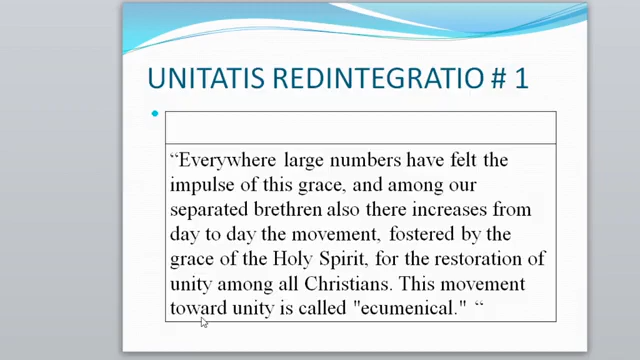 UNITATIS REDINTEGRATIO # 1
“Everywhere large numbers have felt the
impulse of this grace, and among our
separated brethren also there increases from
day to day the movement, fostered by the
grace of the Holy Spirit, for the restoration of
unity among all Christians. This movement
toward unity is called "ecumenical." “